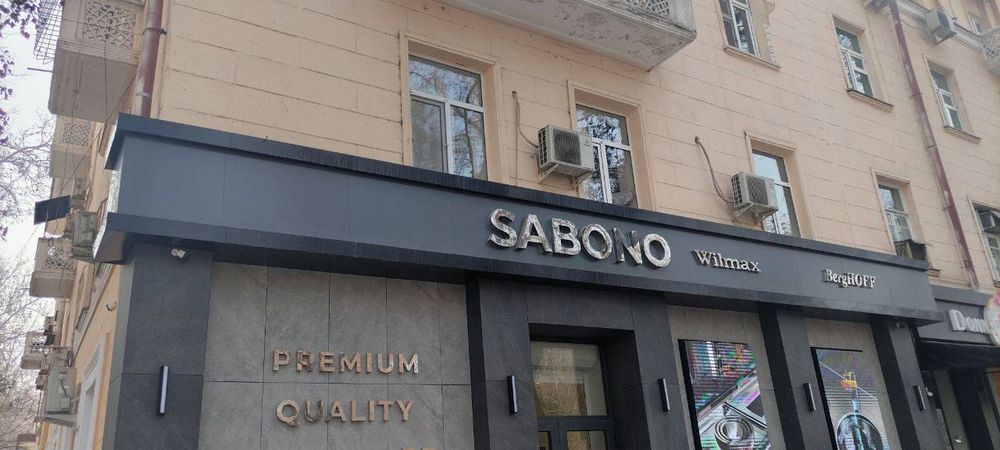 SABONO
Wilmax
BergHOFF
PREMIUM
QUALITY